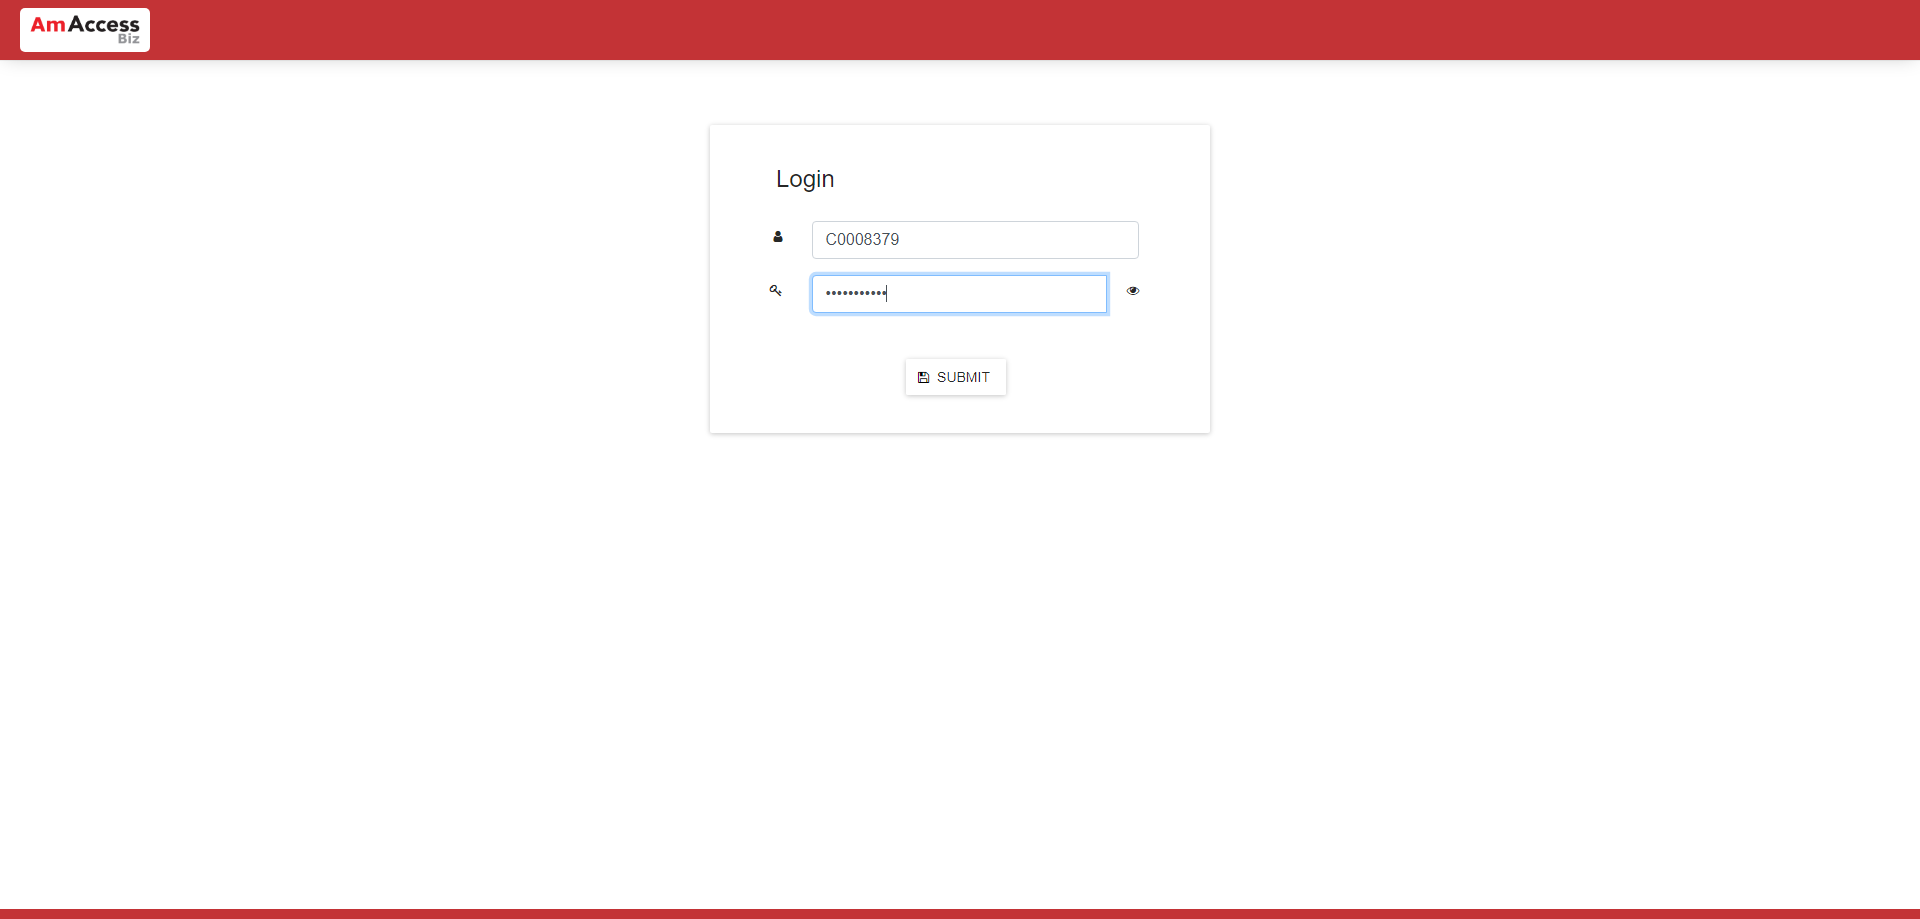 AmAccess
Biz
Login
C0008379
•••••••••••
SUBMIT